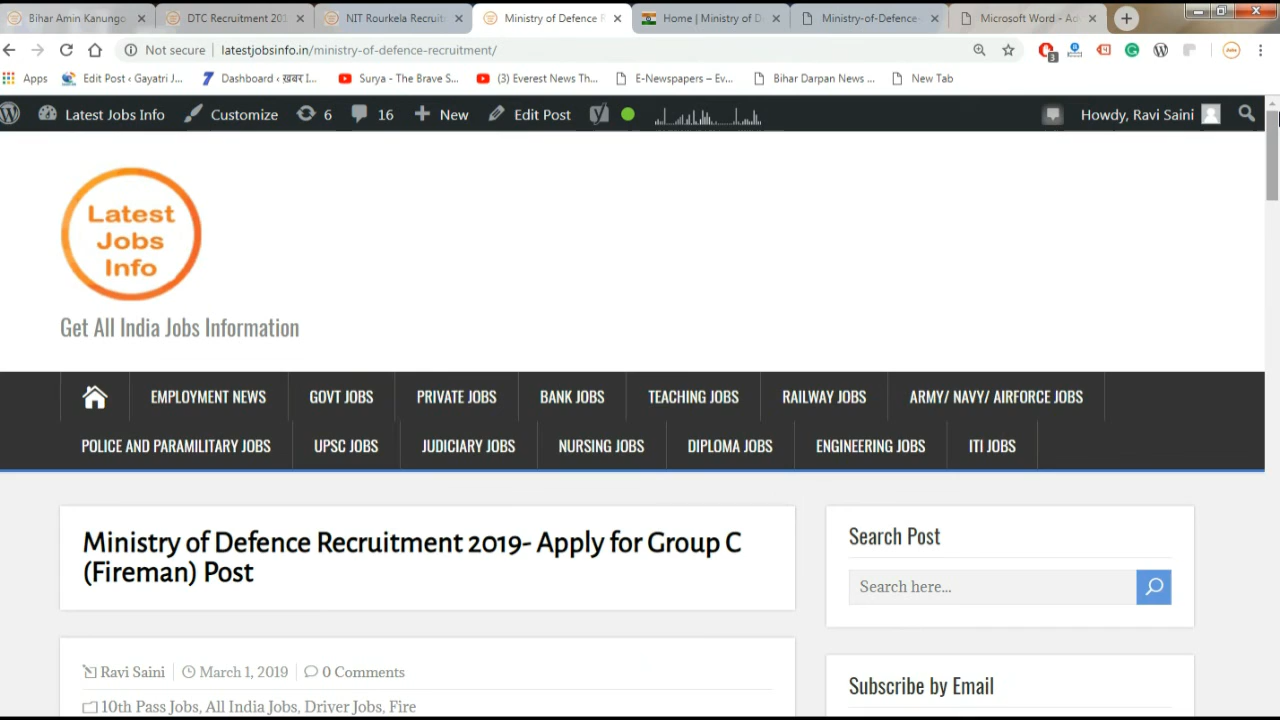 Bihar Amin Kanungo
DTC Recruitment 201
NIT Rourkela Recruit
Ministry of Defence R
Home | Ministry of D
Ministry-of-Defence-
Microsoft Word - Ad
Not secure
latestjobsinfo.in/ministry-of-defence-recruitment/
3
Apps
Edit Post ‹ Gayatri J...
Dashboard ‹ ख़बर I...
Surya - The Brave S...
(3) Everest News Th...
E-Newspapers – Ev...
Bihar Darpan News ...
New Tab
Latest Jobs Info
Customize
6
16
New
Edit Post
Howdy, Ravi Saini
Latest
Jobs
Info
Get All India Jobs Information
EMPLOYMENT NEWS
GOVT JOBS
PRIVATE JOBS
BANK JOBS
TEACHING JOBS
RAILWAY JOBS
ARMY/ NAVY/ AIRFORCE JOBS
POLICE AND PARAMILITARY JOBS
UPSC JOBS
JUDICIARY JOBS
NURSING JOBS
DIPLOMA JOBS
ENGINEERING JOBS
ITI JOBS
Ministry of Defence Recruitment 2019- Apply for Group C
(Fireman) Post
Ravi Saini
March 1, 2019
0 Comments
10th Pass Jobs, All India Jobs, Driver Jobs, Fire
Search Post
Search here...
Subscribe by Email